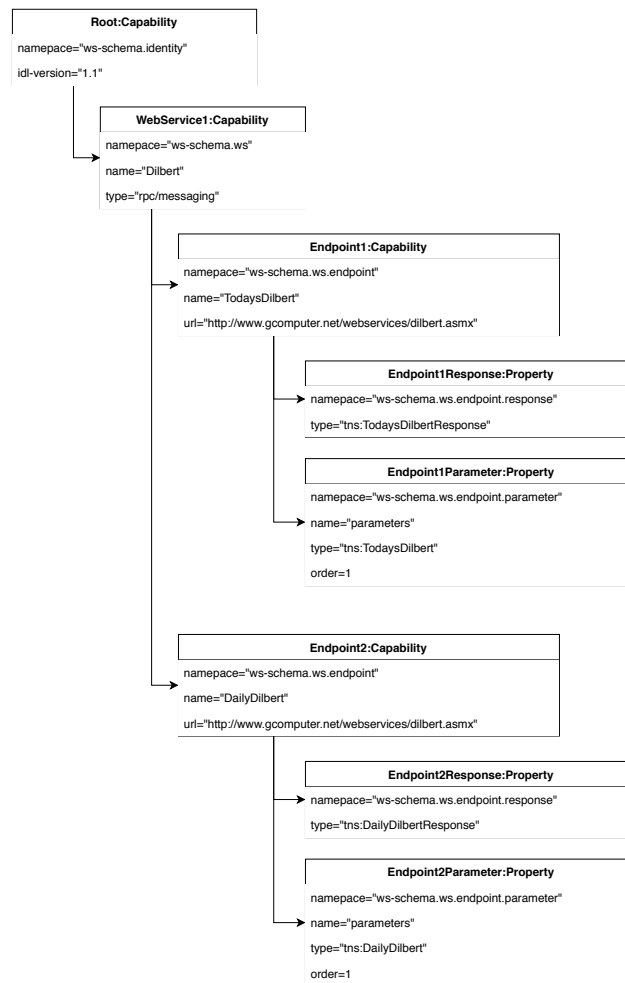 Root:Capability
namepace="ws-schema.identity"
idl-version="1.1"
WebService1:Capability
namepace="ws-schema.ws"
name="Dilbert"
type="rpc/messaging"
Endpoint1:Capability
namepace="ws-schema.ws.endpoint"
name="TodaysDilbert"
url="http://www.gcomputer.net/webservices/dilbert.asmx"
Endpoint1Response:Property
namepace="ws-schema.ws.endpoint.response"
type="tns:TodaysDilbertResponse"
Endpoint1Parameter:Property
namepace="ws-schema.ws.endpoint.parameter"
name="parameters"
type="tns:TodaysDilbert"
order=1
Endpoint2:Capability
namepace="ws-schema.ws.endpoint"
name="DailyDilbert"
url="http://www.gcomputer.net/webservices/dilbert.asmx"
Endpoint2Response:Property
namepace="ws-schema.ws.endpoint.response"
type="tns:DailyDilbertResponse"
Endpoint2Parameter:Property
namepace="ws-schema.ws.endpoint.parameter"
name="parameters"
type="tns:DailyDilbert"
order=1